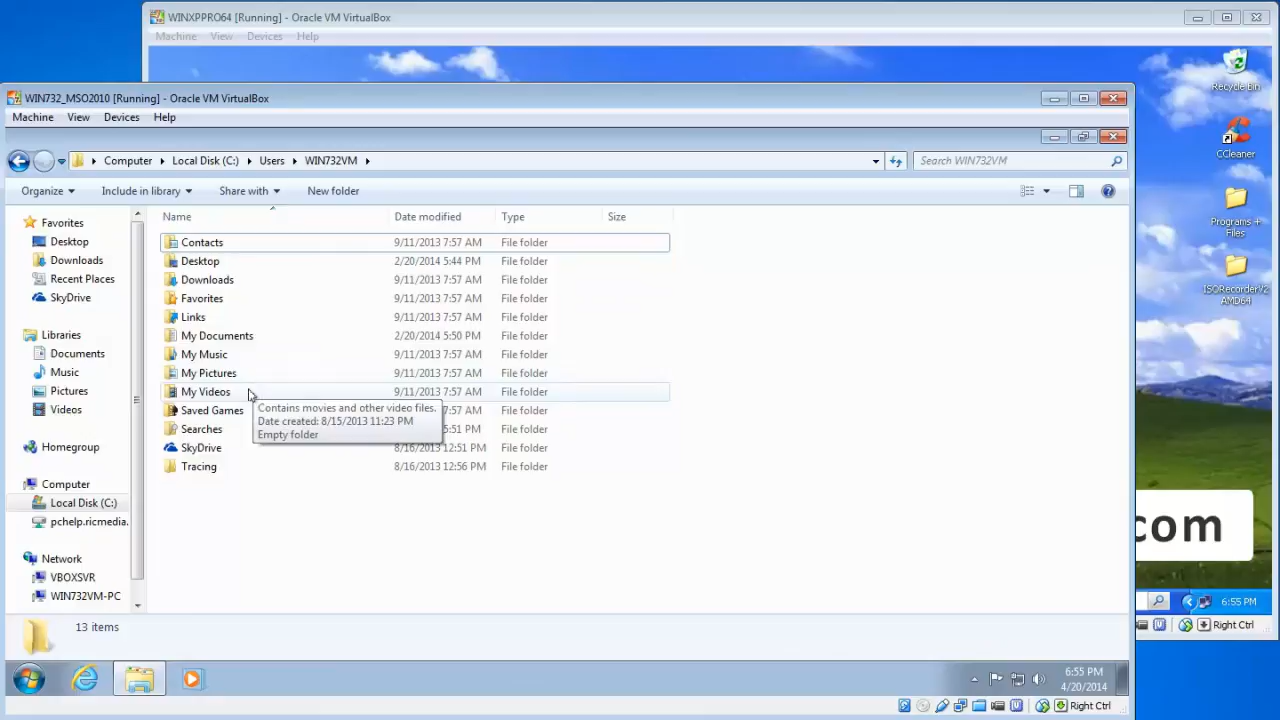 WINXPPRO64 [Running] - Oracle VM VirtualBox
Machine View Devices Help
Recycle Bin
CCleaner
Programs + Files
ISORecorderV2 AMD64
WIN732_MSO2010 [Running] - Oracle VM VirtualBox
Machine View Devices Help
Computer Local Disk (C:) Users WIN732VM
Search WIN732VM
Organize Include in library Share with New folder
Name Date modified Type Size
Favorites
Desktop
Downloads
Recent Places
SkyDrive
Libraries
Documents
Music
Pictures
Videos
Homegroup
Computer
Local Disk (C:)
pchelp.ricmedia.
Network
VBOXSVR
WIN732VM-PC
Contacts 9/11/2013 7:57 AM File folder
Desktop 2/20/2014 5:44 PM File folder
Downloads 9/11/2013 7:57 AM File folder
Favorites 9/11/2013 7:57 AM File folder
Links 9/11/2013 7:57 AM File folder
My Documents 2/20/2014 5:50 PM File folder
My Music 9/11/2013 7:57 AM File folder
My Pictures 9/11/2013 7:57 AM File folder
My Videos 9/11/2013 7:57 AM File folder
Saved Games 7:57 AM File folder
Searches 5:51 PM File folder
SkyDrive 8/16/2013 12:51 PM File folder
Tracing 8/16/2013 12:56 PM File folder
Contains movies and other video files.
Date created: 8/15/2013 11:23 PM
Empty folder
13 items
com
6:55 PM
Right Ctrl
6:55 PM
4/20/2014
Right Ctrl